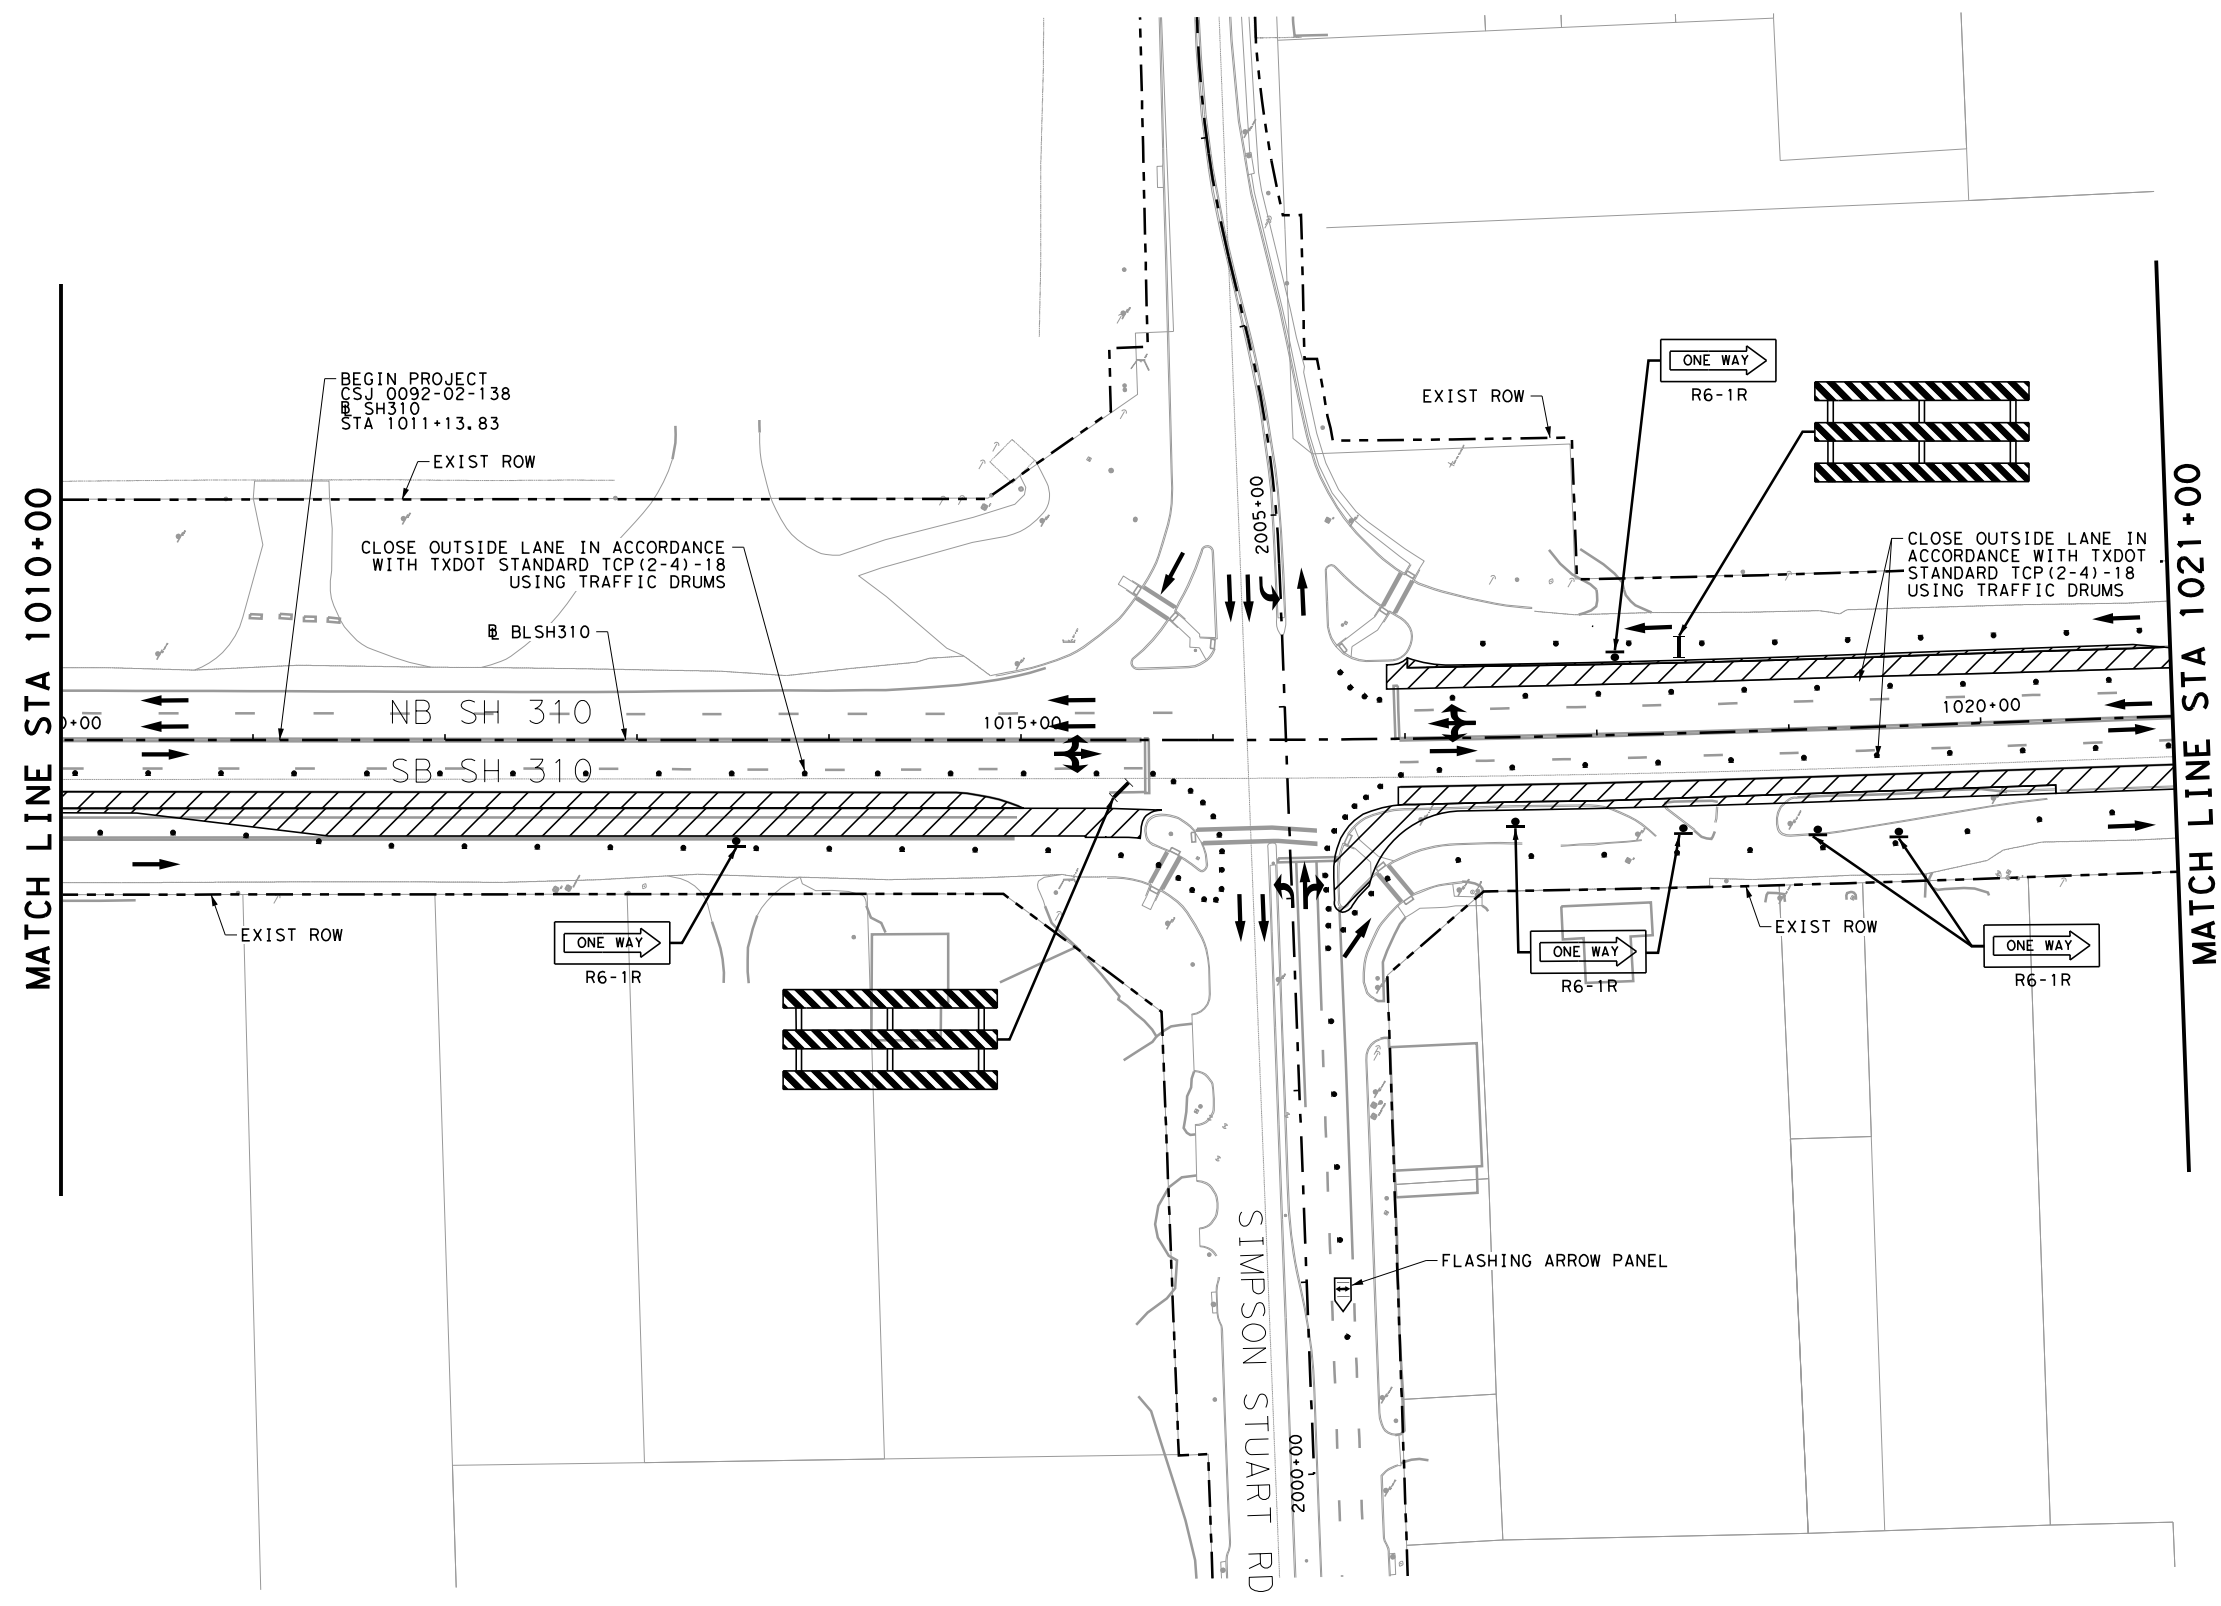 ONE WAY
R6-1R
BEGIN PROJECT
CSJ 0092-02-138
BL SH310
STA 1011+13.83
EXIST ROW
EXIST ROW
MATCH LINE STA 1010+00
MATCH LINE STA 1021+00
2005+00
CLOSE OUTSIDE LANE IN ACCORDANCE
WITH TXDOT STANDARD TCP(2-4)-18
USING TRAFFIC DRUMS
CLOSE OUTSIDE LANE IN
ACCORDANCE WITH TXDOT
STANDARD TCP(2-4)-18
USING TRAFFIC DRUMS
BL BLSH310
NB SH 310
0+00
1015+00
1020+00
SB SH 310
EXIST ROW
EXIST ROW
ONE WAY
R6-1R
ONE WAY
R6-1R
ONE WAY
R6-1R
FLASHING ARROW PANEL
SIMPSON STUART RD
2000+00